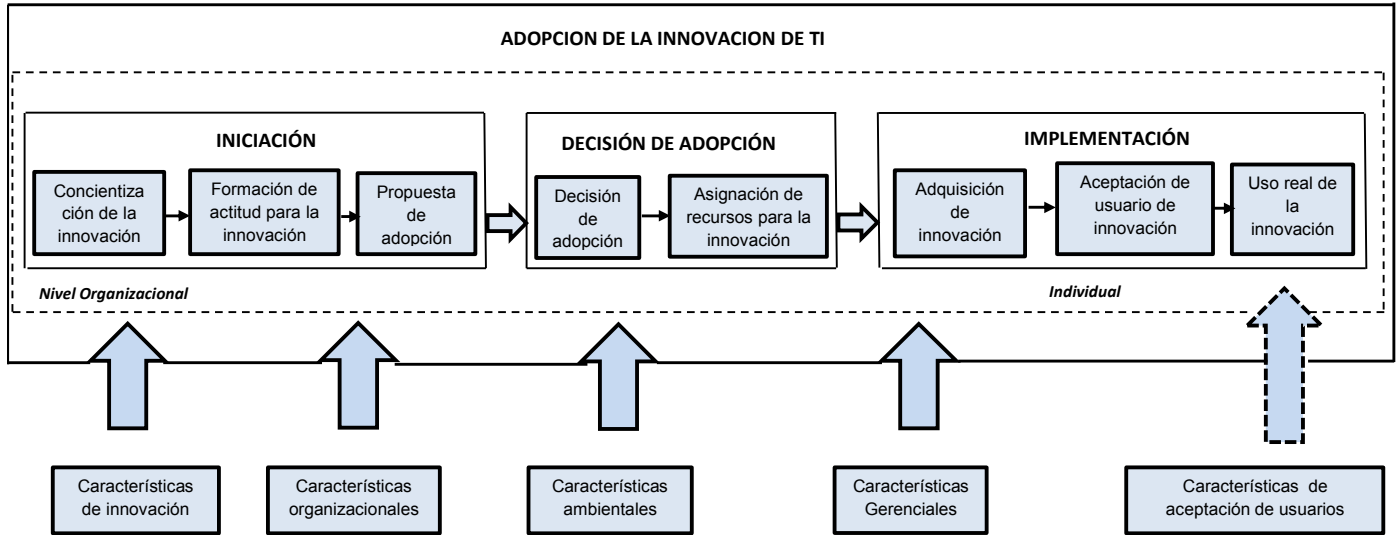 ADOPCION DE LA INNOVACION DE TI
INICIACIÓN
Concientiza
ción de la
innovación
Formación de
actitud para la
innovación
Propuesta
de
adopción
DECISIÓN DE ADOPCIÓN
Decisión
de
adopción
Asignación de
recursos para la
innovación
IMPLEMENTACIÓN
Adquisición
de
innovación
Aceptación de
usuario de
innovación
Uso real de
la
innovación
Nivel Organizacional
Individual
Características
de innovación
Características
organizacionales
Características
ambientales
Características
Gerenciales
Características de
aceptación de usuarios